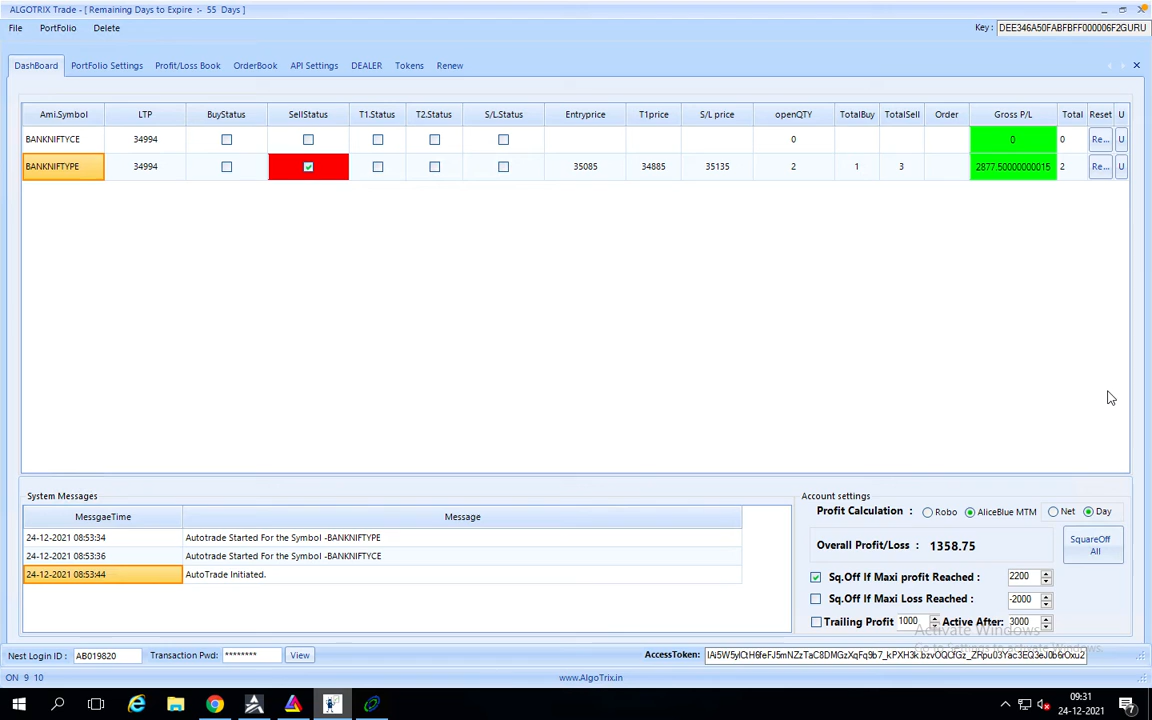 ALGOTRIX Trade - [ Remaining Days to Expire :- 55 Days ]
File PortFolio Delete Key : DEE346A50FABFBFF000006F2GURU
DashBoard PortFolio Settings Profit/Loss Book OrderBook API Settings DEALER Tokens Renew
Ami.Symbol LTP BuyStatus SellStatus T1.Status T2.Status S/L.Status Entryprice T1price S/L price openQTY TotalBuy TotalSell Order Gross P/L Total Reset U
BANKNIFTYCE 34994 0 0 0 Re... U
BANKNIFTYPE 34994 35085 34885 35135 2 1 3 2877.50000000015 2 Re... U
System Messages
MessgaeTime Message
24-12-2021 08:53:34 Autotrade Started For the Symbol -BANKNIFTYPE
24-12-2021 08:53:36 Autotrade Started For the Symbol -BANKNIFTYCE
24-12-2021 08:53:44 AutoTrade Initiated.
Account settings
Profit Calculation : Robo AliceBlue MTM Net Day
Overall Profit/Loss : 1358.75 SquareOff All
Sq.Off If Maxi profit Reached : 2200
Sq.Off If Maxi Loss Reached : -2000
Trailing Profit 1000 Active After: 3000
Activate Windows
Go to Settings to Activate Windows.
Nest Login ID : AB019820 Transaction Pwd: ******** View AccessToken:
ON 9 10 www.AlgoTrix.in
09:31
24-12-2021
7